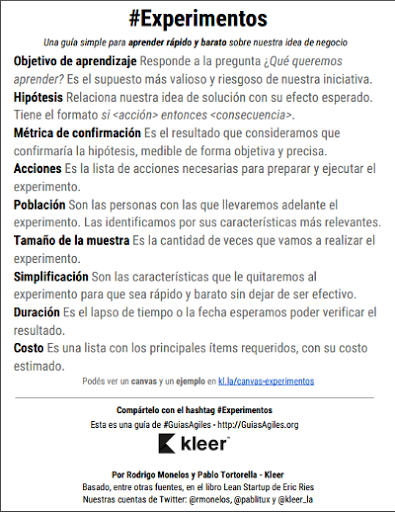 #Experimentos
Una guía simple para aprender rápido y barato sobre nuestra idea de negocio
Objetivo de aprendizaje Responde a la pregunta ¿Qué queremos
aprender? Es el supuesto más valioso y riesgoso de nuestra iniciativa.
Hipótesis Relaciona nuestra idea de solución con su efecto esperado.
Tiene el formato si <acción> entonces <consecuencia>.
Métrica de confirmación Es el resultado que consideramos que
confirmaría la hipótesis, medible de forma objetiva y precisa.
Acciones Es la lista de acciones necesarias para preparar y ejecutar el
experimento.
Población Son las personas con las que llevaremos adelante el
experimento. Las identificamos por sus características más relevantes.
Tamaño de la muestra Es la cantidad de veces que vamos a realizar el
experimento.
Simplificación Son las características que le quitaremos al
experimento para que sea rápido y barato sin dejar de ser efectivo.
Duración Es el lapso de tiempo o la fecha esperamos poder verificar el
resultado.
Costo Es una lista con los principales ítems requeridos, con su costo
estimado.
Podés ver un canvas y un ejemplo en kl.la/canvas-experimentos
Compártelo con el hashtag #Experimentos
Esta es una guía de #GuiasAgiles - http://GuiasAgiles.org
kleer
Por Rodrigo Monelos y Pablo Tortorella - Kleer
Basado, entre otras fuentes, en el libro Lean Startup de Eric Ries
Nuestras cuentas de Twitter: @rmonelos, @pablitux y @kleer_la